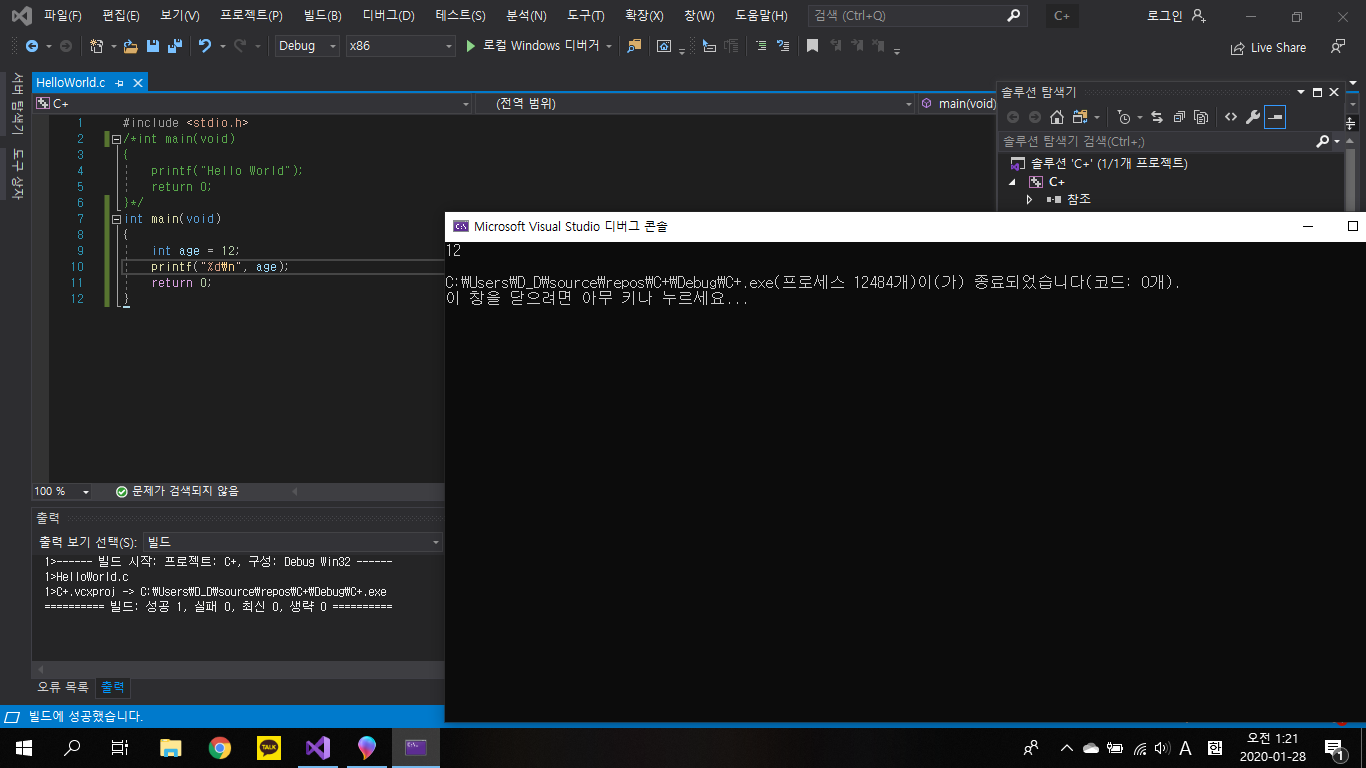 파일(F) 편집(E) 보기(V) 프로젝트(P) 빌드(B) 디버그(D) 테스트(S) 분석(N) 도구(T) 확장(X) 창(W) 도움말(H) 검색 (Ctrl+Q) C+ 로그인
Debug x86 로컬 Windows 디버거 Live Share
서버 탐색기
도구 상자
HelloWorld.c
C+ (전역 범위) main(void)
1 #include <stdio.h>
2 /*int main(void)
3 {
4 printf("Hello World");
5 return 0;
6 }*/
7 int main(void)
8 {
9 int age = 12;
10 printf("%d₩n", age);
11 return 0;
12 }
솔루션 탐색기
솔루션 탐색기 검색(Ctrl+;)
솔루션 'C+' (1/1개 프로젝트)
C+
참조
Microsoft Visual Studio 디버그 콘솔
12
C:₩Users₩D_D₩source₩repos₩C+₩Debug₩C+.exe(프로세스 12484개)이(가) 종료되었습니다(코드: 0개).
이 창을 닫으려면 아무 키나 누르세요...
100 % 문제가 검색되지 않음
출력
출력 보기 선택(S): 빌드
1>------ 빌드 시작: 프로젝트: C+, 구성: Debug Win32 ------
1>HelloWorld.c
1>C+.vcxproj -> C:₩Users₩D_D₩source₩repos₩C+₩Debug₩C+.exe
========== 빌드: 성공 1, 실패 0, 최신 0, 생략 0 ==========
오류 목록 출력
빌드에 성공했습니다.
TALK
A 한 오전 1:21
2020-01-28
1